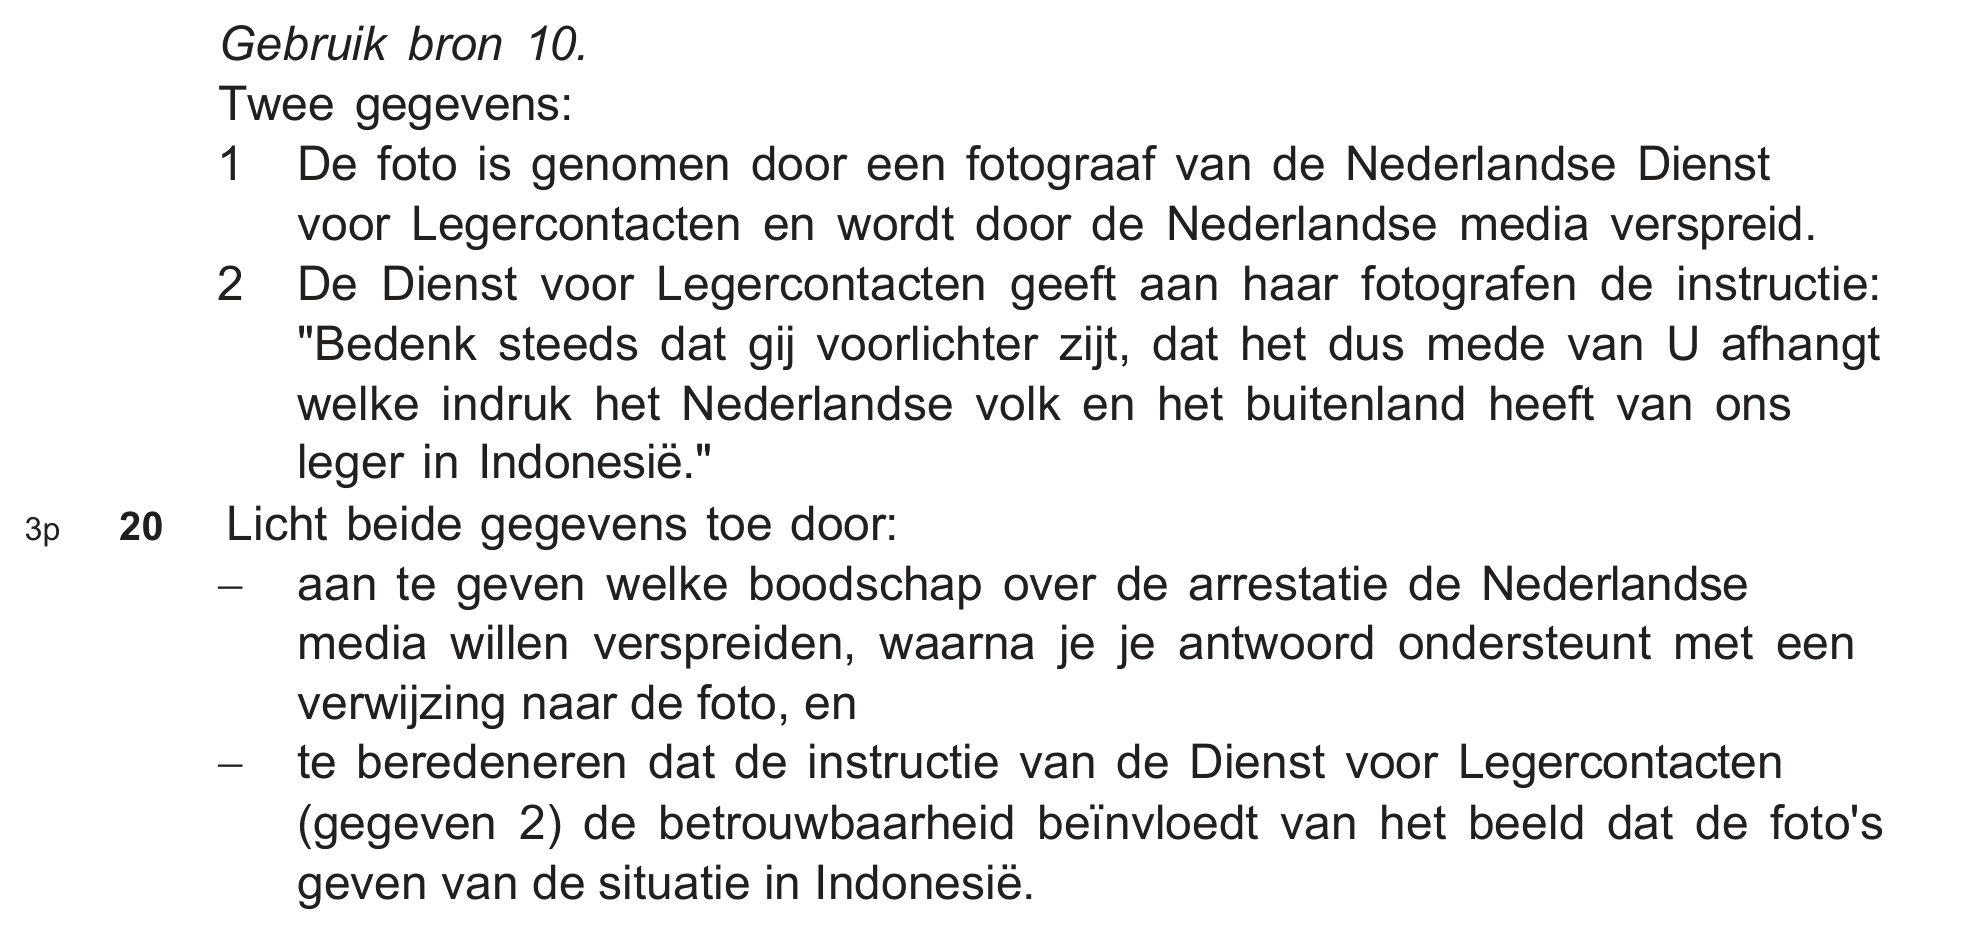 Gebruik bron 10.
Twee gegevens:
1 De foto is genomen door een fotograaf van de Nederlandse Dienst
voor Legercontacten en wordt door de Nederlandse media verspreid.
2 De Dienst voor Legercontacten geeft aan haar fotografen de instructie:
"Bedenk steeds dat gij voorlichter zijt, dat het dus mede van U afhangt
welke indruk het Nederlandse volk en het buitenland heeft van ons
leger in Indonesië."
3p 20 Licht beide gegevens toe door:
– aan te geven welke boodschap over de arrestatie de Nederlandse
media willen verspreiden, waarna je je antwoord ondersteunt met een
verwijzing naar de foto, en
– te beredeneren dat de instructie van de Dienst voor Legercontacten
(gegeven 2) de betrouwbaarheid beïnvloedt van het beeld dat de foto's
geven van de situatie in Indonesië.